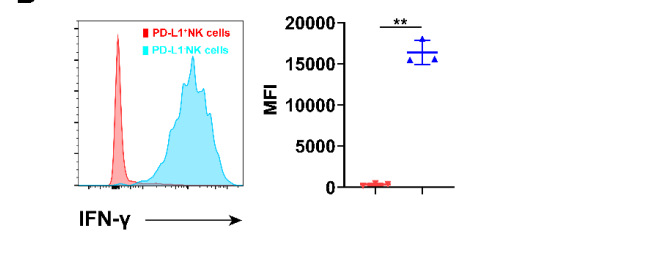 PD-L1⁺NK cells
PD-L1⁻NK cells
IFN-γ
**
MFI
20000
15000
10000
5000
0